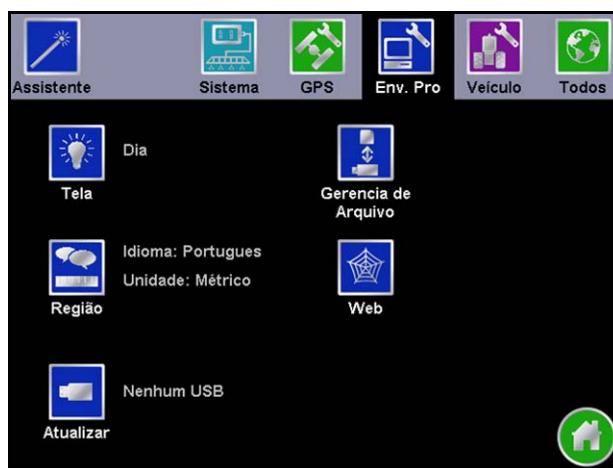 Assistente
Sistema
GPS
Env. Pro
Veículo
Todos
Dia
Tela
Gerencia de
Arquivo
Idioma: Portugues
Unidade: Métrico
Região
Web
Nenhum USB
Atualizar